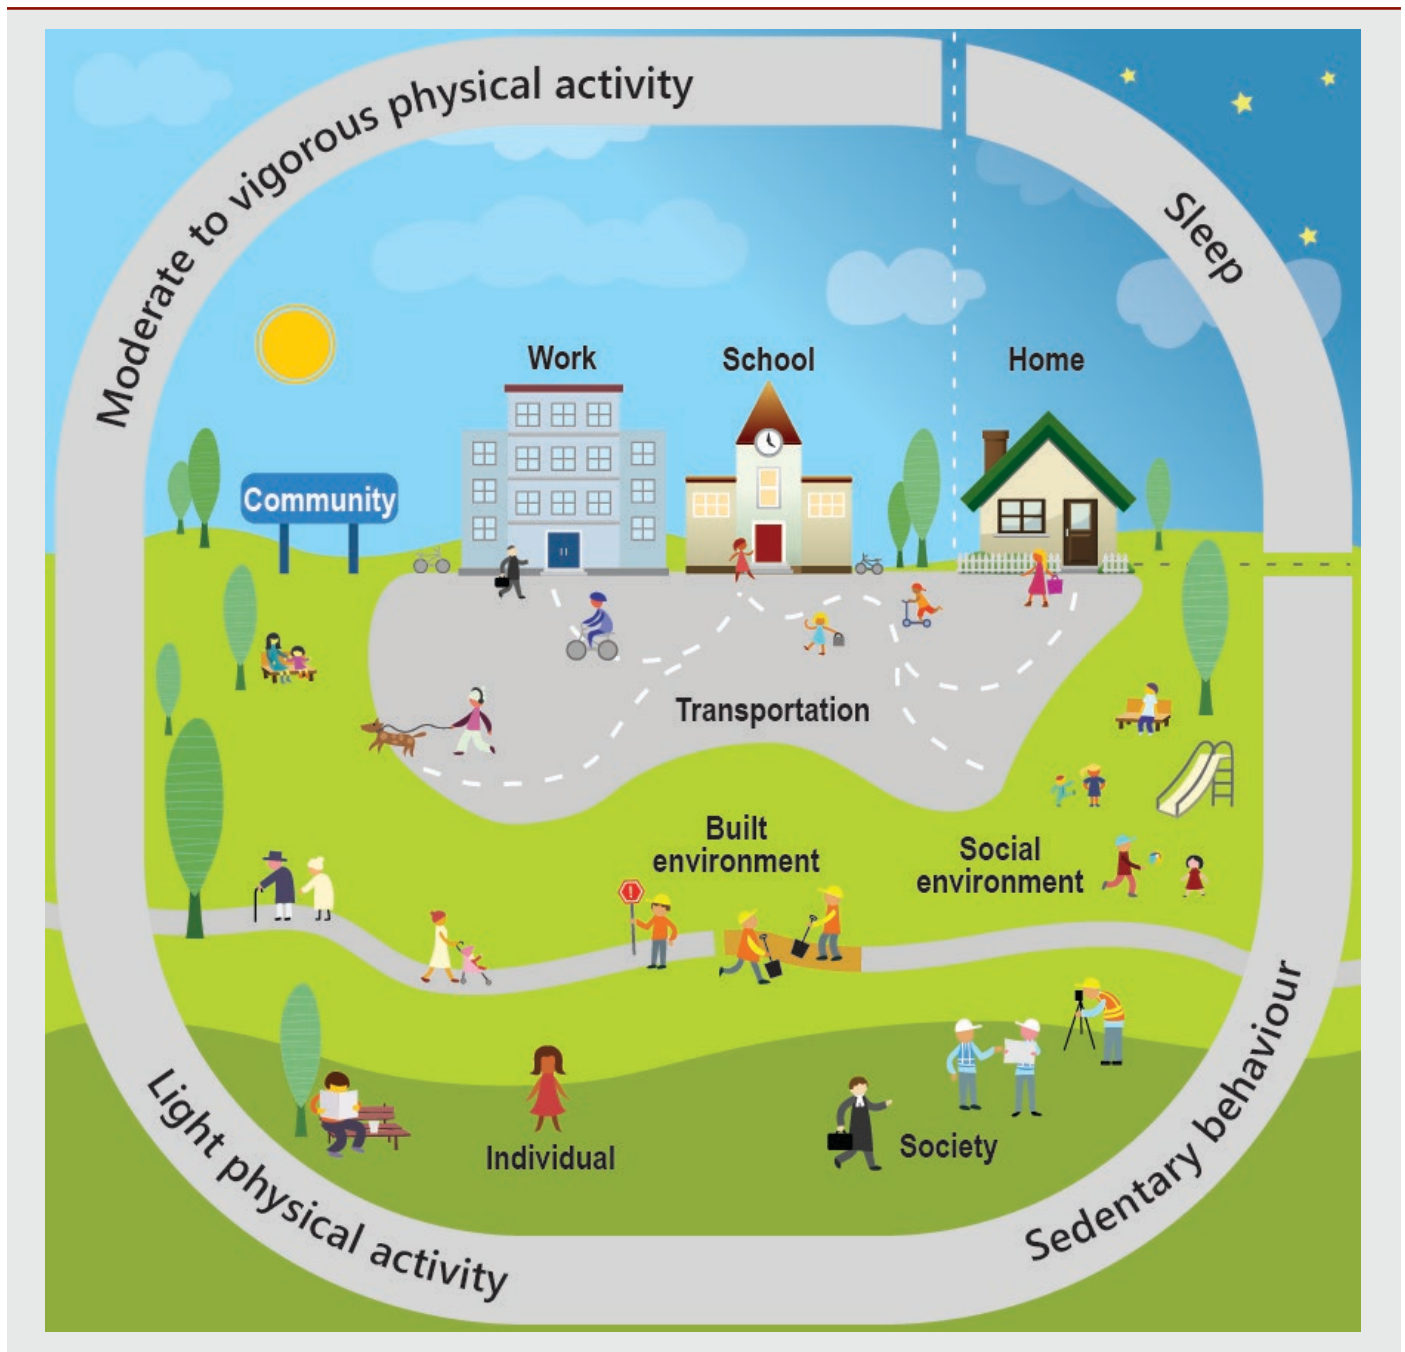 Moderate to vigorous physical activity
Sleep
Work
School
Home
Community
Transportation
Built
environment
Social
environment
Individual
Society
Light physical activity
Sedentary behaviour